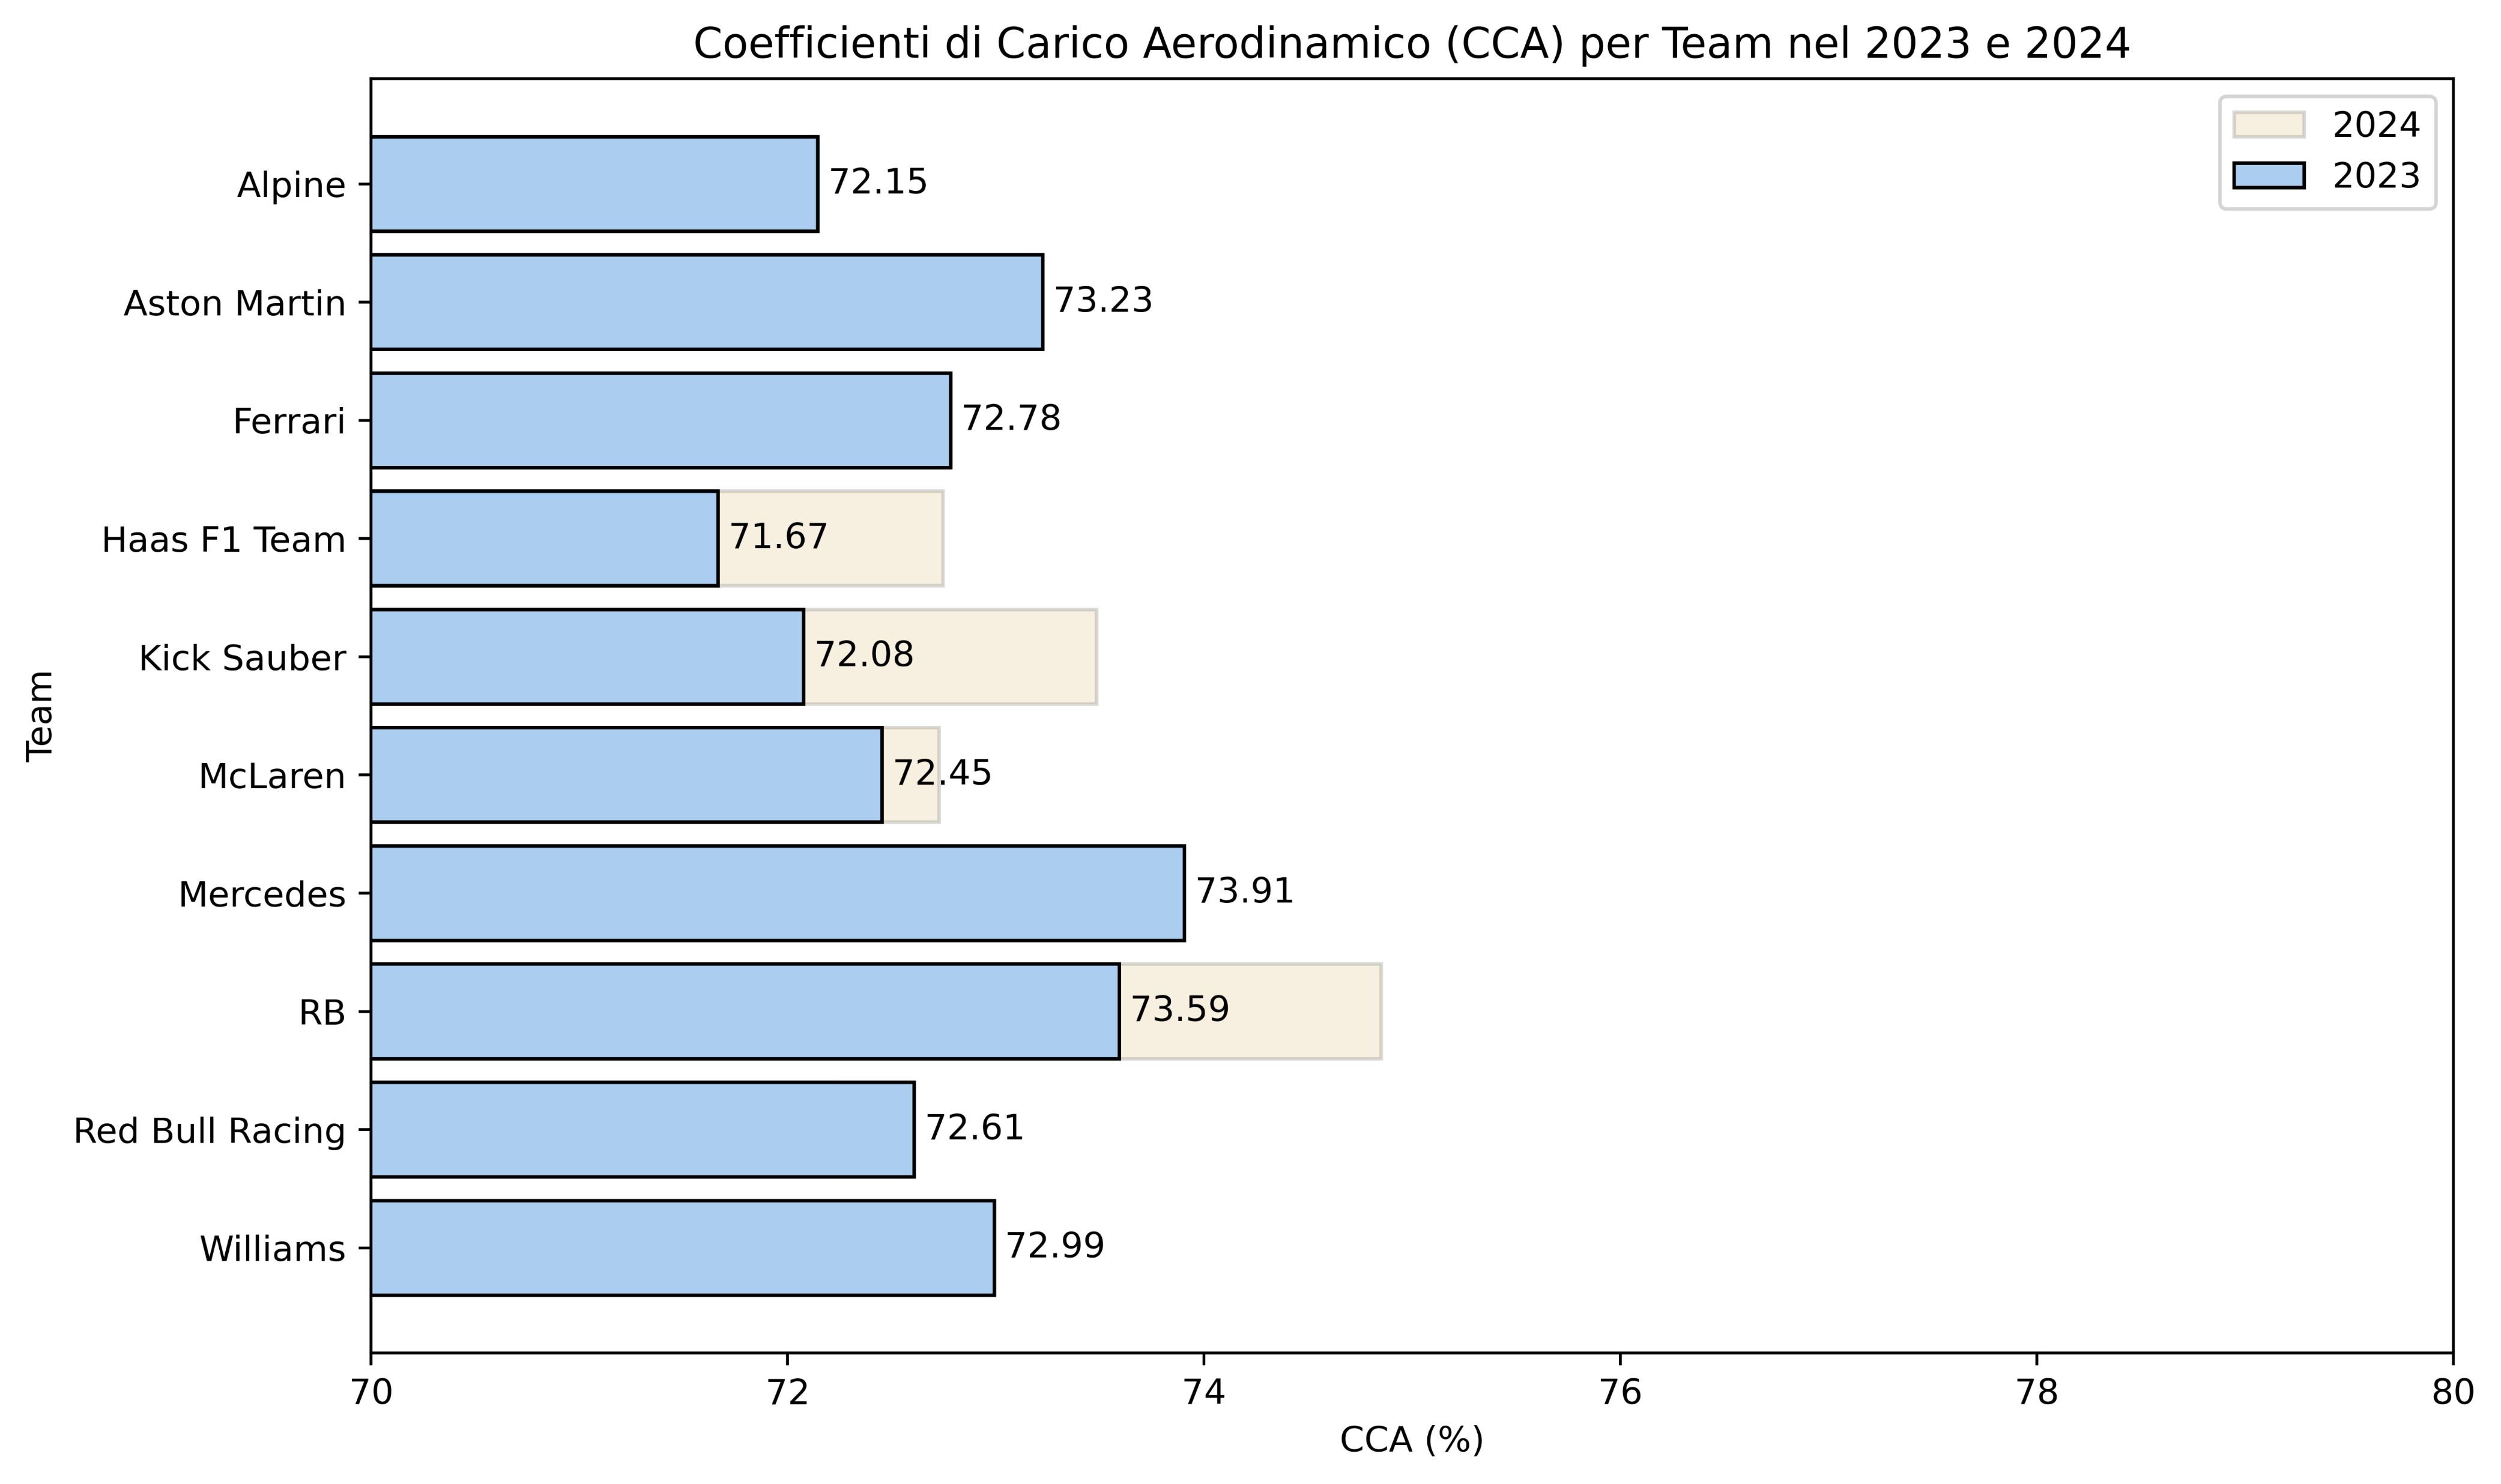 Coefficienti di Carico Aerodinamico (CCA) per Team nel 2023 e 2024
2024
2023
Alpine
72.15
Aston Martin
73.23
Ferrari
72.78
Haas F1 Team
71.67
Kick Sauber
72.08
McLaren
72.45
Mercedes
73.91
RB
73.59
Red Bull Racing
72.61
Williams
72.99
Team
70 72 74 76 78 80
CCA (%)